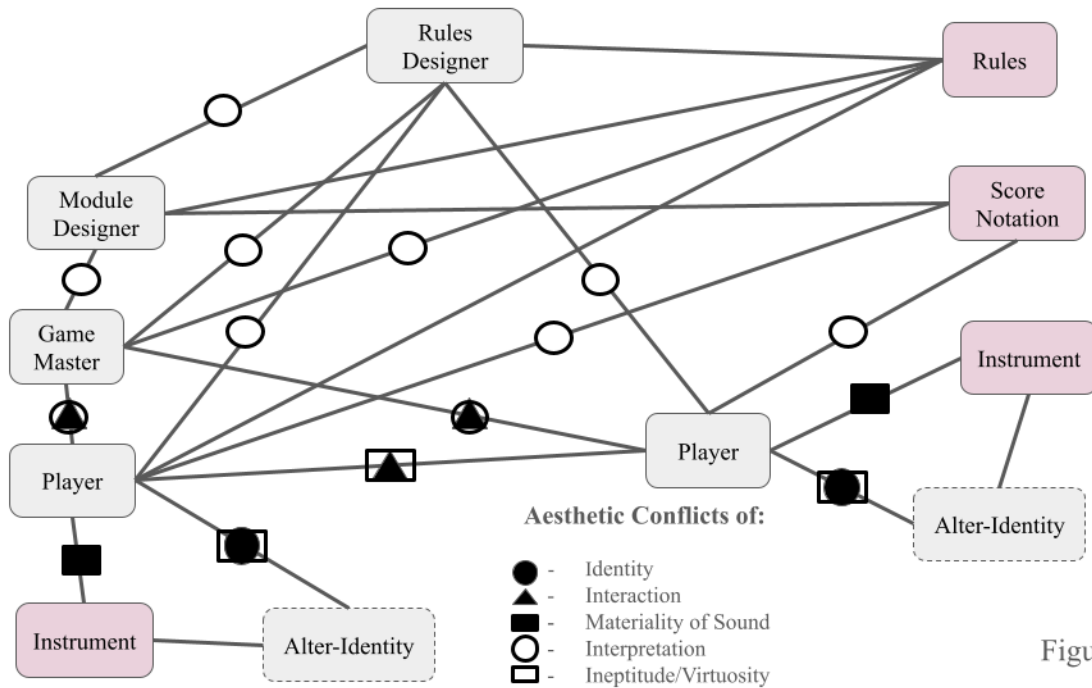 Rules
Designer
Rules
Module
Designer
Score
Notation
Game
Master
Instrument
Player
Player
Alter-Identity
Instrument
Alter-Identity
Aesthetic Conflicts of:
- Identity
- Interaction
- Materiality of Sound
- Interpretation
- Ineptitude/Virtuosity
Figu